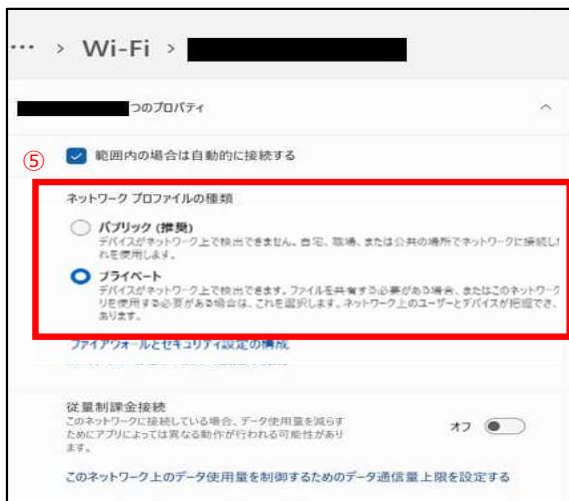 … > Wi-Fi >
つのプロパティ
⑤
範囲内の場合は自動的に接続する
ネットワーク プロファイルの種類
パブリック (推奨)
デバイスがネットワーク上で検出できません。自宅、職場、または公共の場所でネットワークに接続し
れを使用します。
プライベート
デバイスがネットワーク上で検出できます。ファイルを共有する必要がある場合、またはこのネットワーク
リを使用する必要がある場合は、これを選択します。ネットワーク上のユーザーとデバイスが把握でき、
あります。
ファイアウォールとセキュリティ設定の構成
従量制課金接続
このネットワークに接続している場合、データ使用量を減らす
ためにアプリによっては異なる動作が行われる可能性があり
ます。
オフ
このネットワーク上のデータ使用量を制御するためのデータ通信量上限を設定する